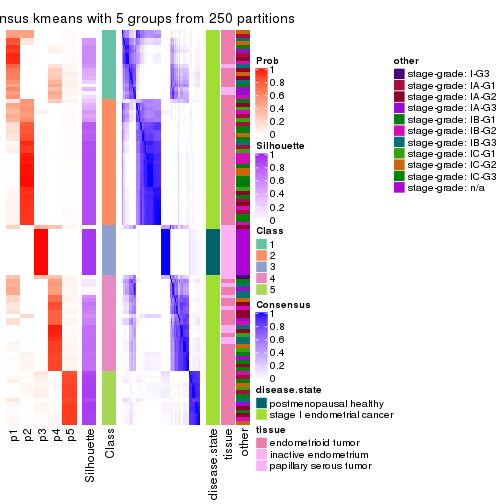 nsus kmeans with 5 groups from 250 partitions
Prob
1
0.8
0.6
0.4
0.2
0
Silhouette
1
0.8
0.6
0.4
0.2
0
Class
1
2
3
4
5
Consensus
1
0.8
0.6
0.4
0.2
0
disease.state
postmenopausal healthy
stage I endometrial cancer
tissue
endometrioid tumor
inactive endometrium
papillary serous tumor
other
stage-grade: I-G3
stage-grade: IA-G1
stage-grade: IA-G2
stage-grade: IA-G3
stage-grade: IB-G1
stage-grade: IB-G2
stage-grade: IB-G3
stage-grade: IC-G1
stage-grade: IC-G2
stage-grade: IC-G3
stage-grade: n/a
p1
p2
p3
p4
p5
Silhouette
Class
disease.state
tissue
other